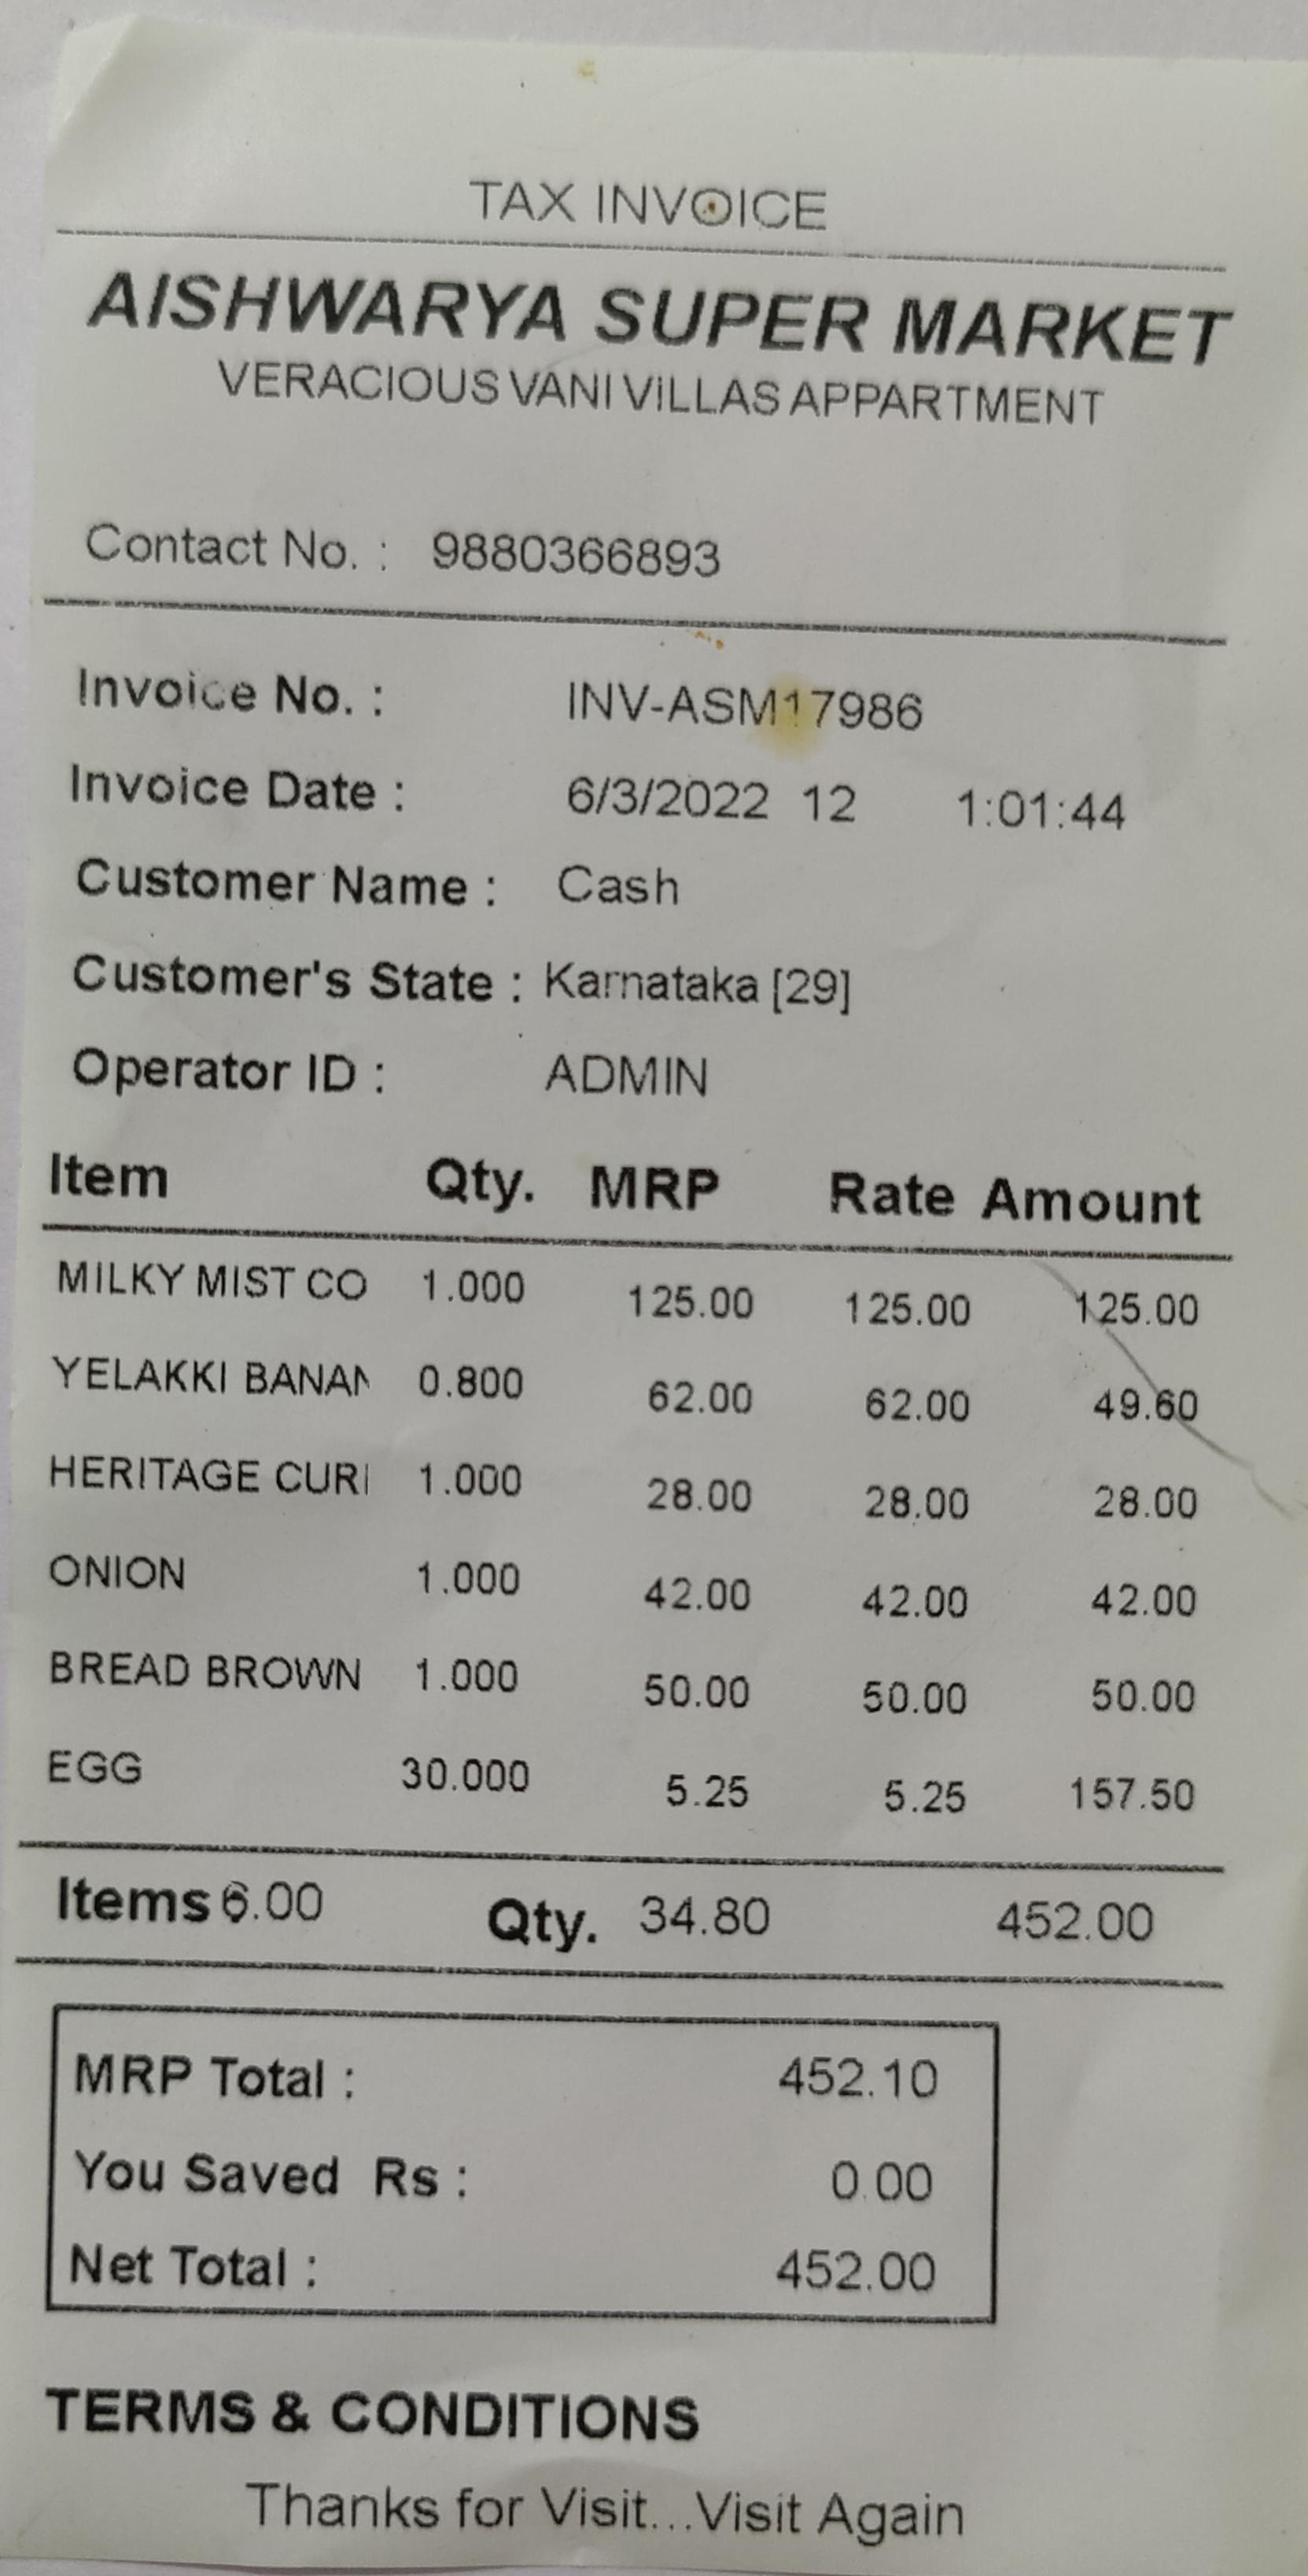 TAX INVOICE
AISHWARYA SUPER MARKET
VERACIOUS VANI VILLAS APPARTMENT
Contact No. : 9880366893
Invoice No. : INV-ASM17986
Invoice Date : 6/3/2022 12 1:01:44
Customer Name : Cash
Customer's State : Karnataka [29]
Operator ID : ADMIN
Item Qty. MRP Rate Amount
MILKY MIST CO 1.000 125.00 125.00 125.00
YELAKKI BANAN 0.800 62.00 62.00 49.60
HERITAGE CUR 1.000 28.00 28.00 28.00
ONION 1.000 42.00 42.00 42.00
BREAD BROWN 1.000 50.00 50.00 50.00
EGG 30.000 5.25 5.25 157.50
Items 6.00 Qty. 34.80 452.00
MRP Total : 452.10
You Saved Rs : 0.00
Net Total : 452.00
TERMS & CONDITIONS
Thanks for Visit...Visit Again